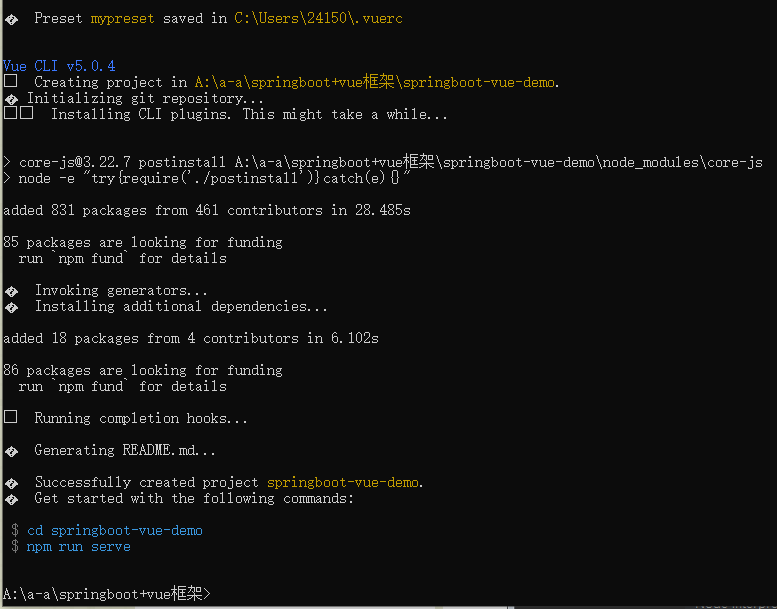 � Preset mypreset saved in C:\Users\24150\.vuerc
Vue CLI v5.0.4
□ Creating project in A:\a-a\springboot+vue框架\springboot-vue-demo.
� Initializing git repository...
□□ Installing CLI plugins. This might take a while...
> core-js@3.22.7 postinstall A:\a-a\springboot+vue框架\springboot-vue-demo\node_modules\core-js
> node -e "try{require('./postinstall')}catch(e){}"
added 831 packages from 461 contributors in 28.485s
85 packages are looking for funding
run `npm fund` for details
� Invoking generators...
� Installing additional dependencies...
added 18 packages from 4 contributors in 6.102s
86 packages are looking for funding
run `npm fund` for details
□ Running completion hooks...
� Generating README.md...
� Successfully created project springboot-vue-demo.
� Get started with the following commands:
$ cd springboot-vue-demo
$ npm run serve
A:\a-a\springboot+vue框架>